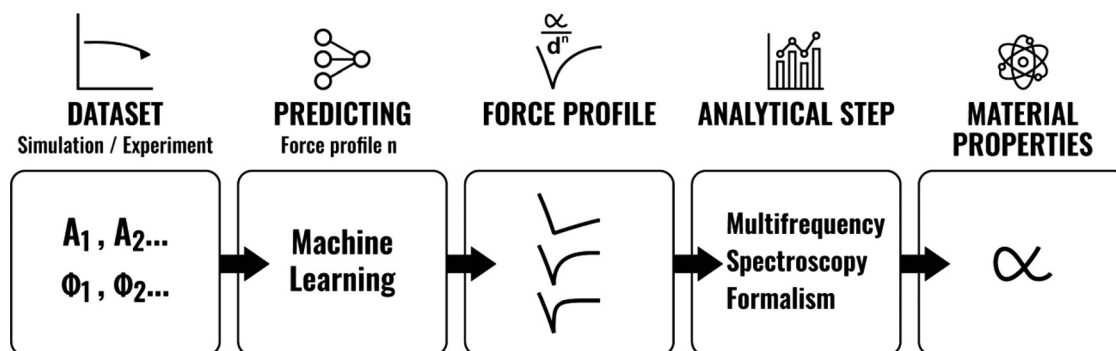 α
dⁿ
DATASET
Simulation / Experiment
PREDICTING
Force profile n
FORCE PROFILE
ANALYTICAL STEP
MATERIAL
PROPERTIES
A₁ , A₂...
Φ₁ , Φ₂...
Machine
Learning
Multifrequency
Spectroscopy
Formalism
α